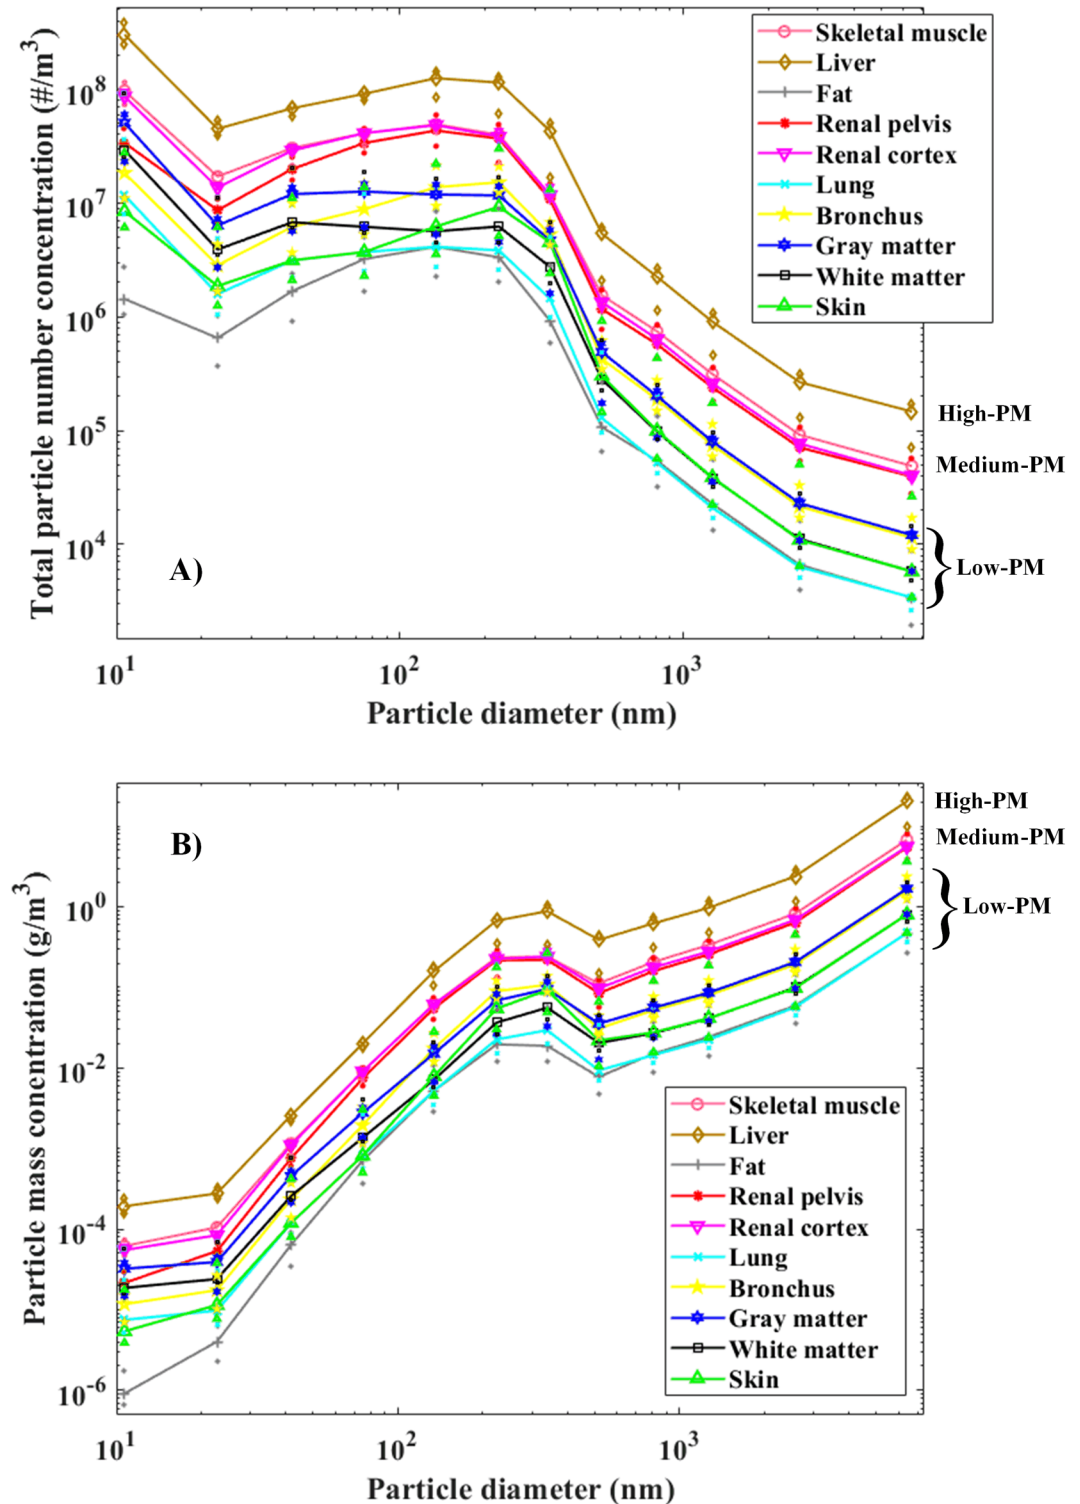 Total particle number concentration (#/m³)
10⁸
10⁷
10⁶
10⁵
10⁴
Skeletal muscle
Liver
Fat
Renal pelvis
Renal cortex
Lung
Bronchus
Gray matter
White matter
Skin
High-PM
Medium-PM
} Low-PM
A)
10¹ 10² 10³
Particle diameter (nm)
Particle mass concentration (g/m³)
10⁰
10⁻²
10⁻⁴
10⁻⁶
B)
High-PM
Medium-PM
} Low-PM
Skeletal muscle
Liver
Fat
Renal pelvis
Renal cortex
Lung
Bronchus
Gray matter
White matter
Skin
10¹ 10² 10³
Particle diameter (nm)